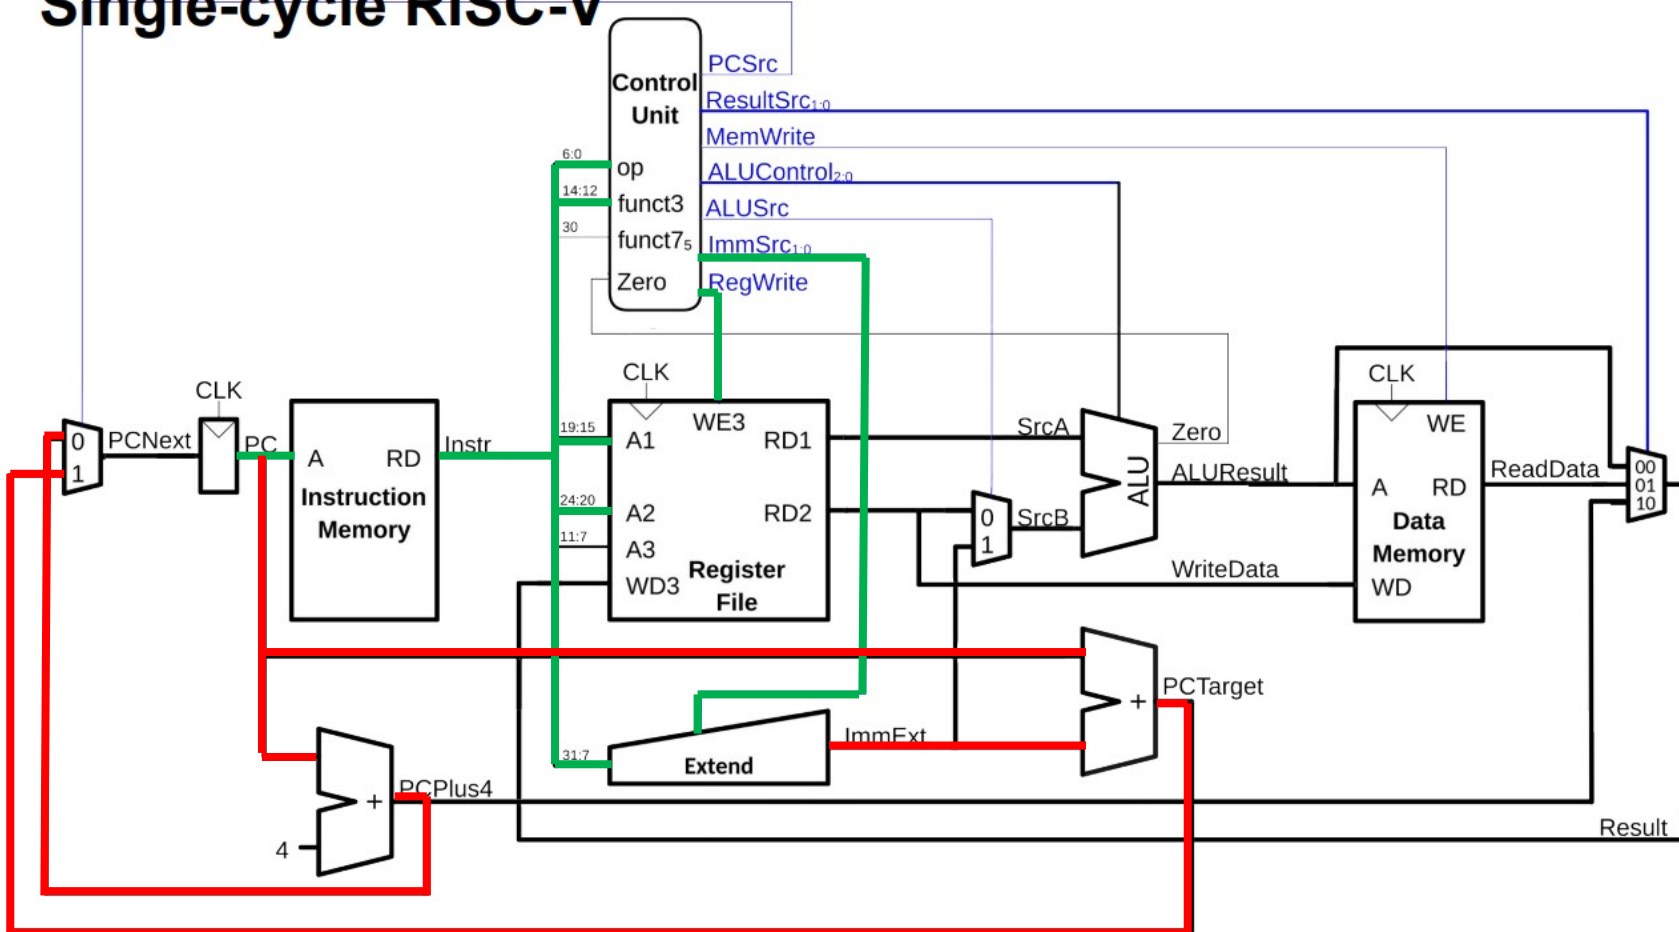 Single-cycle RISC-V
Control
Unit
PCSrc
ResultSrc1:0
MemWrite
ALUControl2:0
ALUSrc
ImmSrc1:0
RegWrite
6:0
op
14:12
funct3
30
funct75
Zero
CLK
0
1
PCNext
PC
A
RD
Instruction
Memory
Instr
CLK
WE3
19:15
A1
RD1
24:20
A2
RD2
11:7
A3
WD3
Register
File
SrcA
0
1
SrcB
ALU
Zero
ALUResult
WriteData
CLK
WE
A
RD
Data
Memory
WD
ReadData
00
01
10
31:7
Extend
ImmExt
+
PCTarget
+
PCPlus4
4
Result